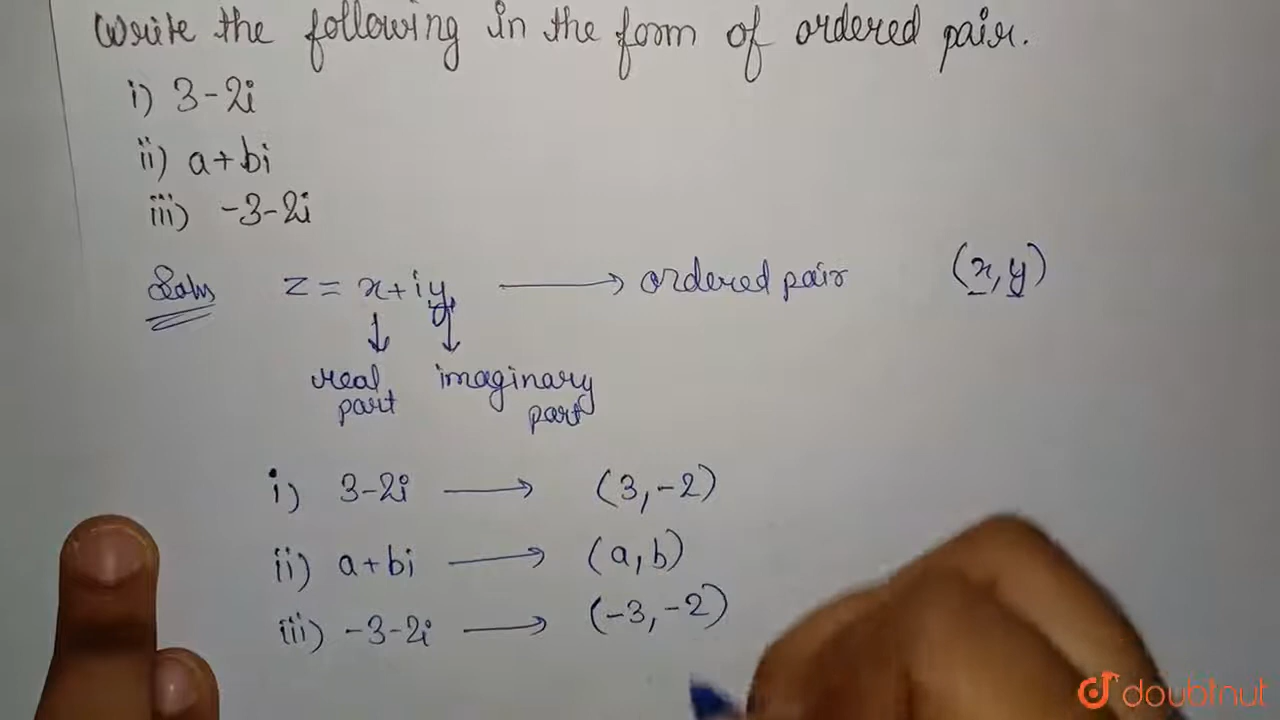 Write the following in the form of ordered pair.
i) 3-2i
ii) a+bi
iii) -3-2i
Soln z = x+iy ⟶ ordered pair (x, y)
↓ ↓
real imaginary
part part
i) 3-2i ⟶ (3, -2)
ii) a+bi ⟶ (a, b)
iii) -3-2i ⟶ (-3, -2)
doubtnut